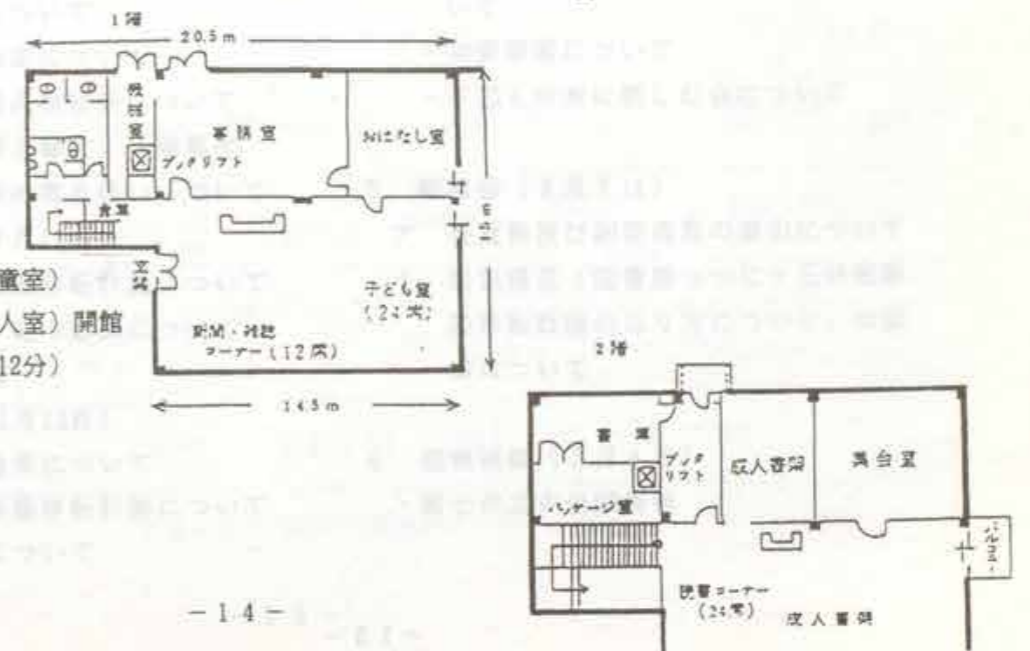 1階
20.5 m
機械室
事務室
おはなし室
ブックリフト
倉庫
玄関
童室)
人室) 開館
12分)
子ども室
(24席)
新聞・雑誌
コーナー(12席)
14.5 m
2階
書庫
ブックリフト
成人書架
パッケージ室
バルコニー
読書コーナー
(24席)
成人書架
-14-